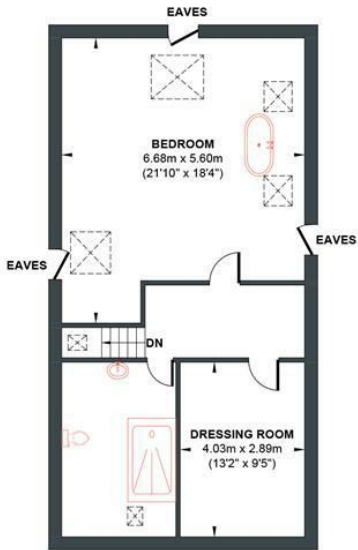 EAVES
BEDROOM
6.68m x 5.60m
(21'10" x 18'4")
EAVES
EAVES
DN
DRESSING ROOM
4.03m x 2.89m
(13'2" x 9'5")